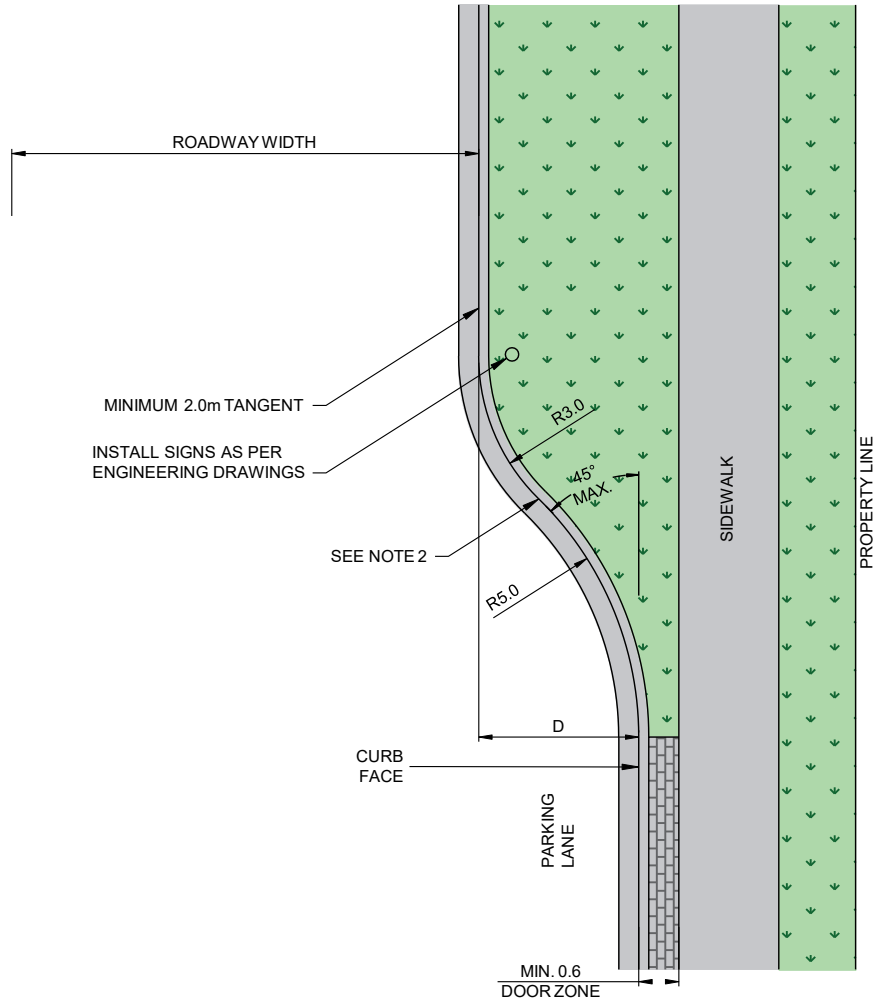 ROADWAY WIDTH
MINIMUM 2.0m TANGENT
INSTALL SIGNS AS PER
ENGINEERING DRAWINGS
R3.0
45°
MAX.
SIDEWALK
PROPERTY LINE
SEE NOTE 2
R5.0
D
CURB
FACE
PARKING
LANE
MIN. 0.6
DOOR ZONE